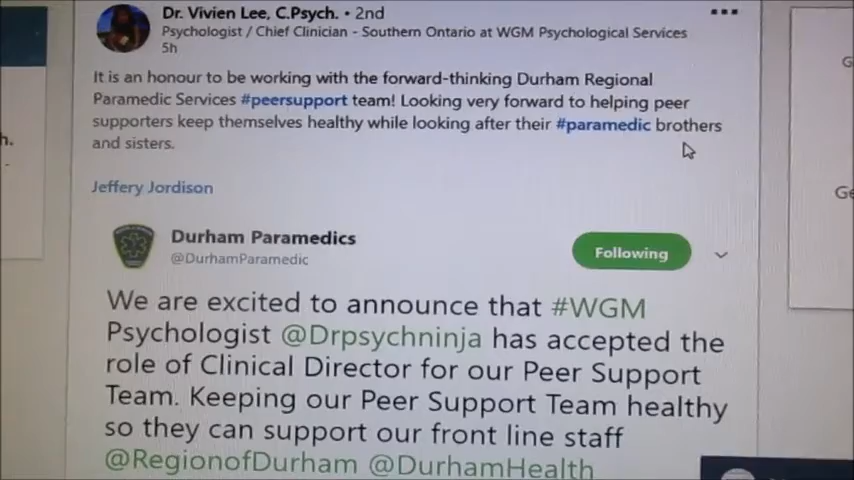 Dr. Vivien Lee, C.Psych. • 2nd
Psychologist / Chief Clinician - Southern Ontario at WGM Psychological Services
5h
It is an honour to be working with the forward-thinking Durham Regional
Paramedic Services #peersupport team! Looking very forward to helping peer
supporters keep themselves healthy while looking after their #paramedic brothers
and sisters.
Jeffery Jordison
Durham Paramedics
@DurhamParamedic
Following
We are excited to announce that #WGM
Psychologist @Drpsychninja has accepted the
role of Clinical Director for our Peer Support
Team. Keeping our Peer Support Team healthy
so they can support our front line staff
@RegionofDurham @DurhamHealth
h.
G
Ge